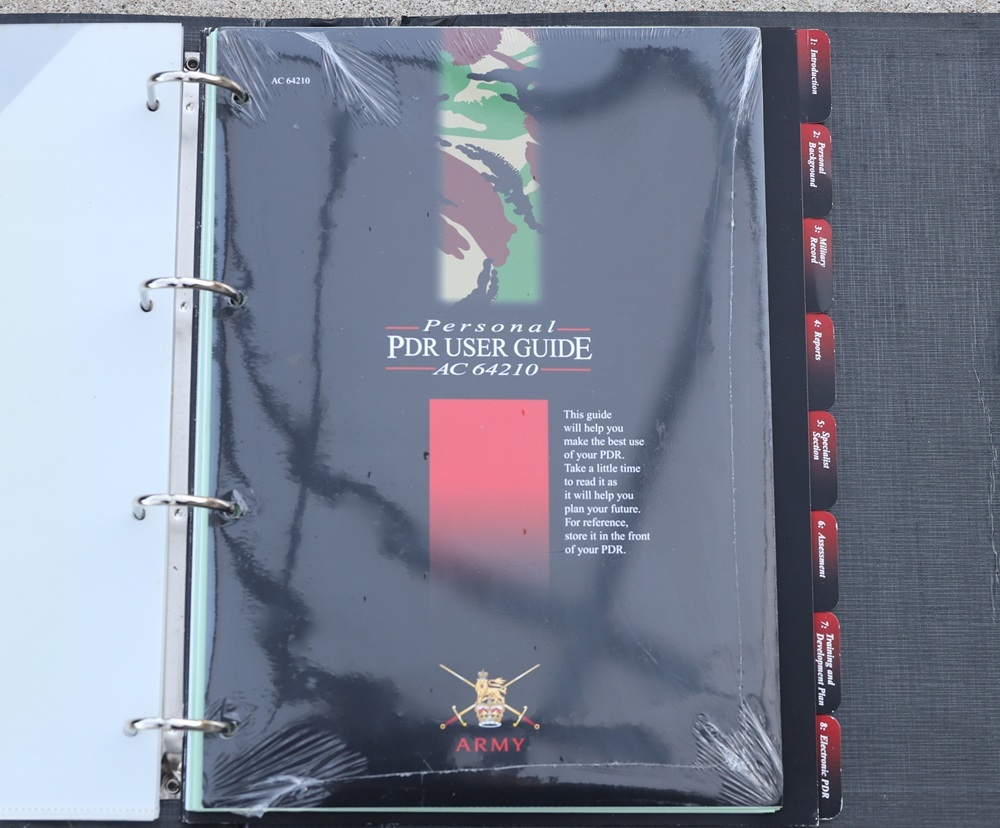 AC 64210
Personal
PDR USER GUIDE
AC 64210
This guide
will help you
make the best use
of your PDR.
Take a little time
to read it as
it will help you
plan your future.
For reference,
store it in the front
of your PDR.
ARMY
1: Introduction
2: Personal
Background
3: Military
Record
4: Reports
5: Specialist
Section
6: Assessment
7: Training and
Development Plan
8: Electronic PDR